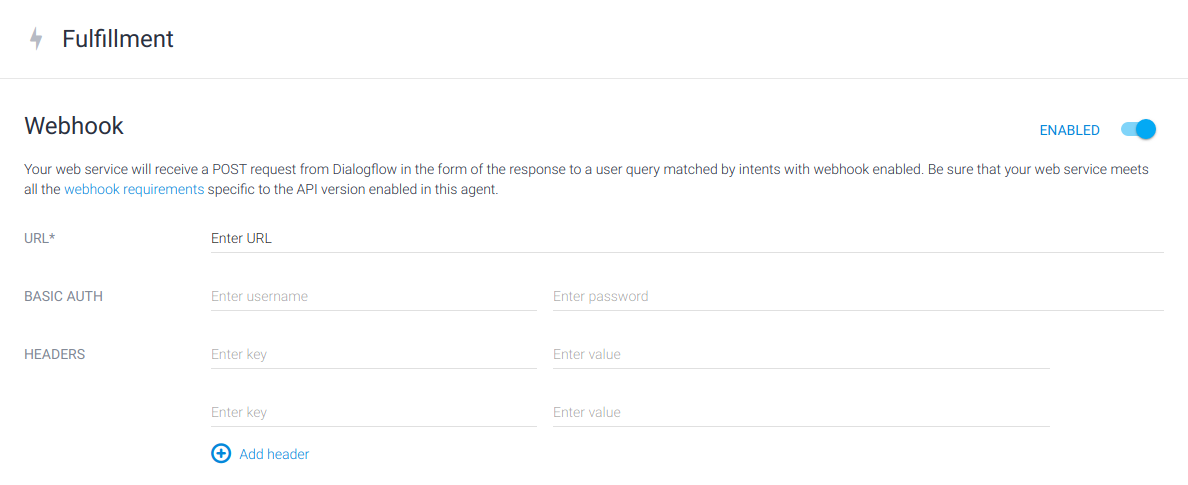 Fulfillment
Webhook
ENABLED
Your web service will receive a POST request from Dialogflow in the form of the response to a user query matched by intents with webhook enabled. Be sure that your web service meets
all the webhook requirements specific to the API version enabled in this agent.
URL* Enter URL
BASIC AUTH Enter username Enter password
HEADERS Enter key Enter value
Enter key Enter value
Add header